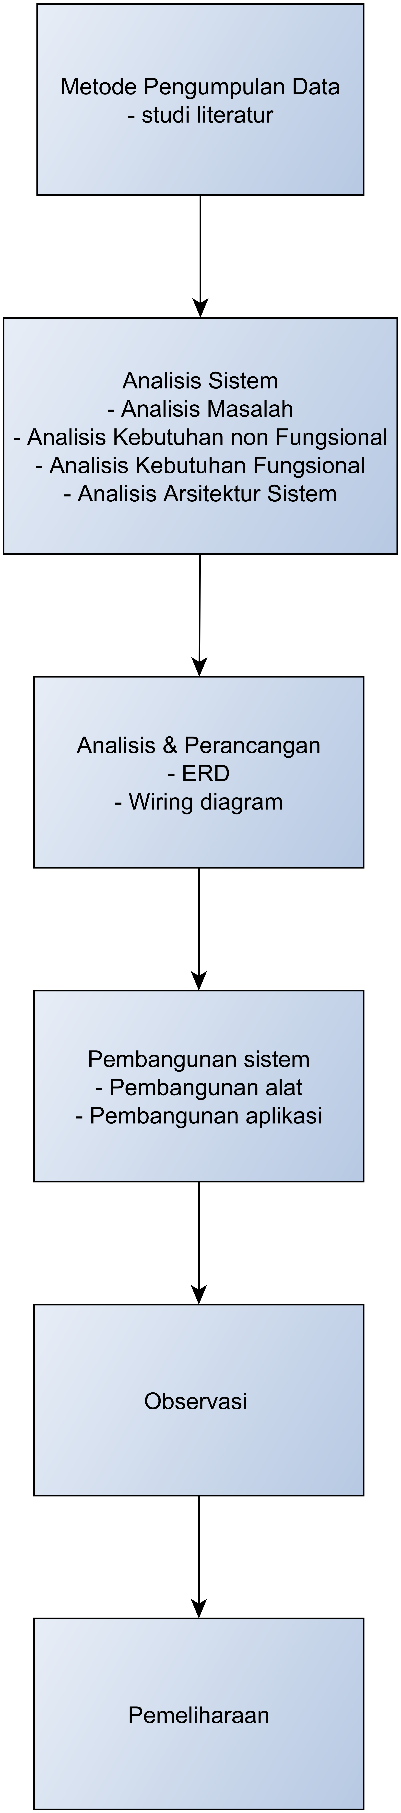 Metode Pengumpulan Data
- studi literatur
Analisis Sistem
- Analisis Masalah
- Analisis Kebutuhan non Fungsional
- Analisis Kebutuhan Fungsional
- Analisis Arsitektur Sistem
Analisis & Perancangan
- ERD
- Wiring diagram
Pembangunan sistem
- Pembangunan alat
- Pembangunan aplikasi
Observasi
Pemeliharaan